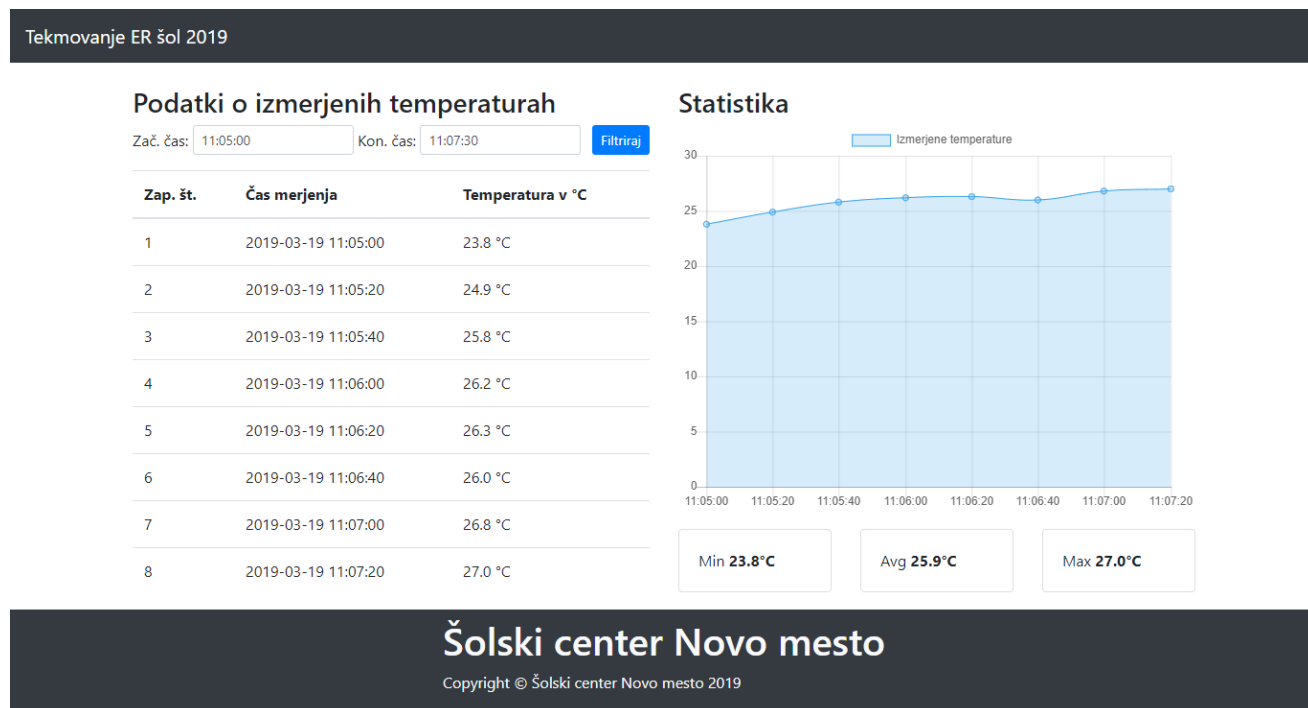 Tekmovanje ER šol 2019
Podatki o izmerjenih temperaturah
Zač. čas: 11:05:00 Kon. čas: 11:07:30 Filtriraj
Zap. št. Čas merjenja Temperatura v °C
1 2019-03-19 11:05:00 23.8 °C
2 2019-03-19 11:05:20 24.9 °C
3 2019-03-19 11:05:40 25.8 °C
4 2019-03-19 11:06:00 26.2 °C
5 2019-03-19 11:06:20 26.3 °C
6 2019-03-19 11:06:40 26.0 °C
7 2019-03-19 11:07:00 26.8 °C
8 2019-03-19 11:07:20 27.0 °C
Statistika
Izmerjene temperature
30
25
20
15
10
5
0
11:05:00 11:05:20 11:05:40 11:06:00 11:06:20 11:06:40 11:07:00 11:07:20
Min 23.8°C Avg 25.9°C Max 27.0°C
Šolski center Novo mesto
Copyright © Šolski center Novo mesto 2019